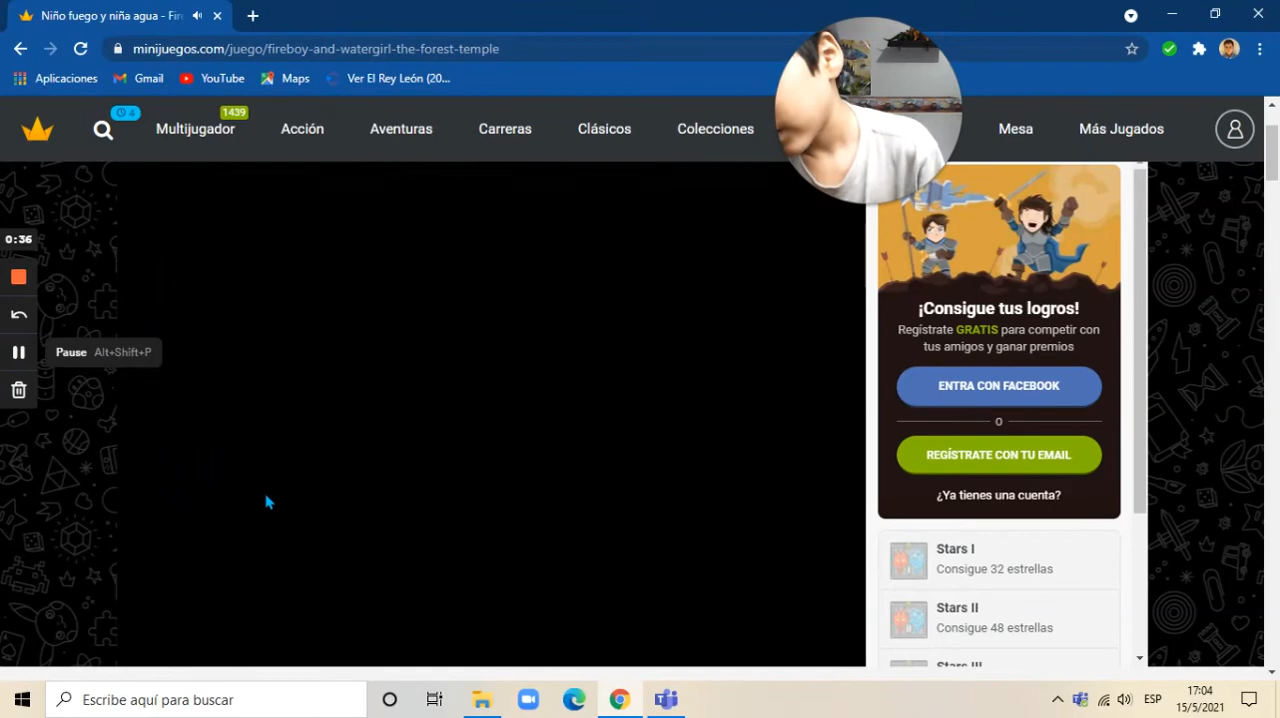 Niño fuego y niña agua - Fir
minijuegos.com/juego/fireboy-and-watergirl-the-forest-temple
Aplicaciones Gmail YouTube Maps Ver El Rey León (20...
4 1439
Multijugador Acción Aventuras Carreras Clásicos Colecciones Mesa Más Jugados
0:36
Pause Alt+Shift+P
¡Consigue tus logros!
Regístrate GRATIS para competir con
tus amigos y ganar premios
ENTRA CON FACEBOOK
O
REGÍSTRATE CON TU EMAIL
¿Ya tienes una cuenta?
Stars I
Consigue 32 estrellas
Stars II
Consigue 48 estrellas
Stars III
Escribe aquí para buscar
ESP
17:04
15/5/2021